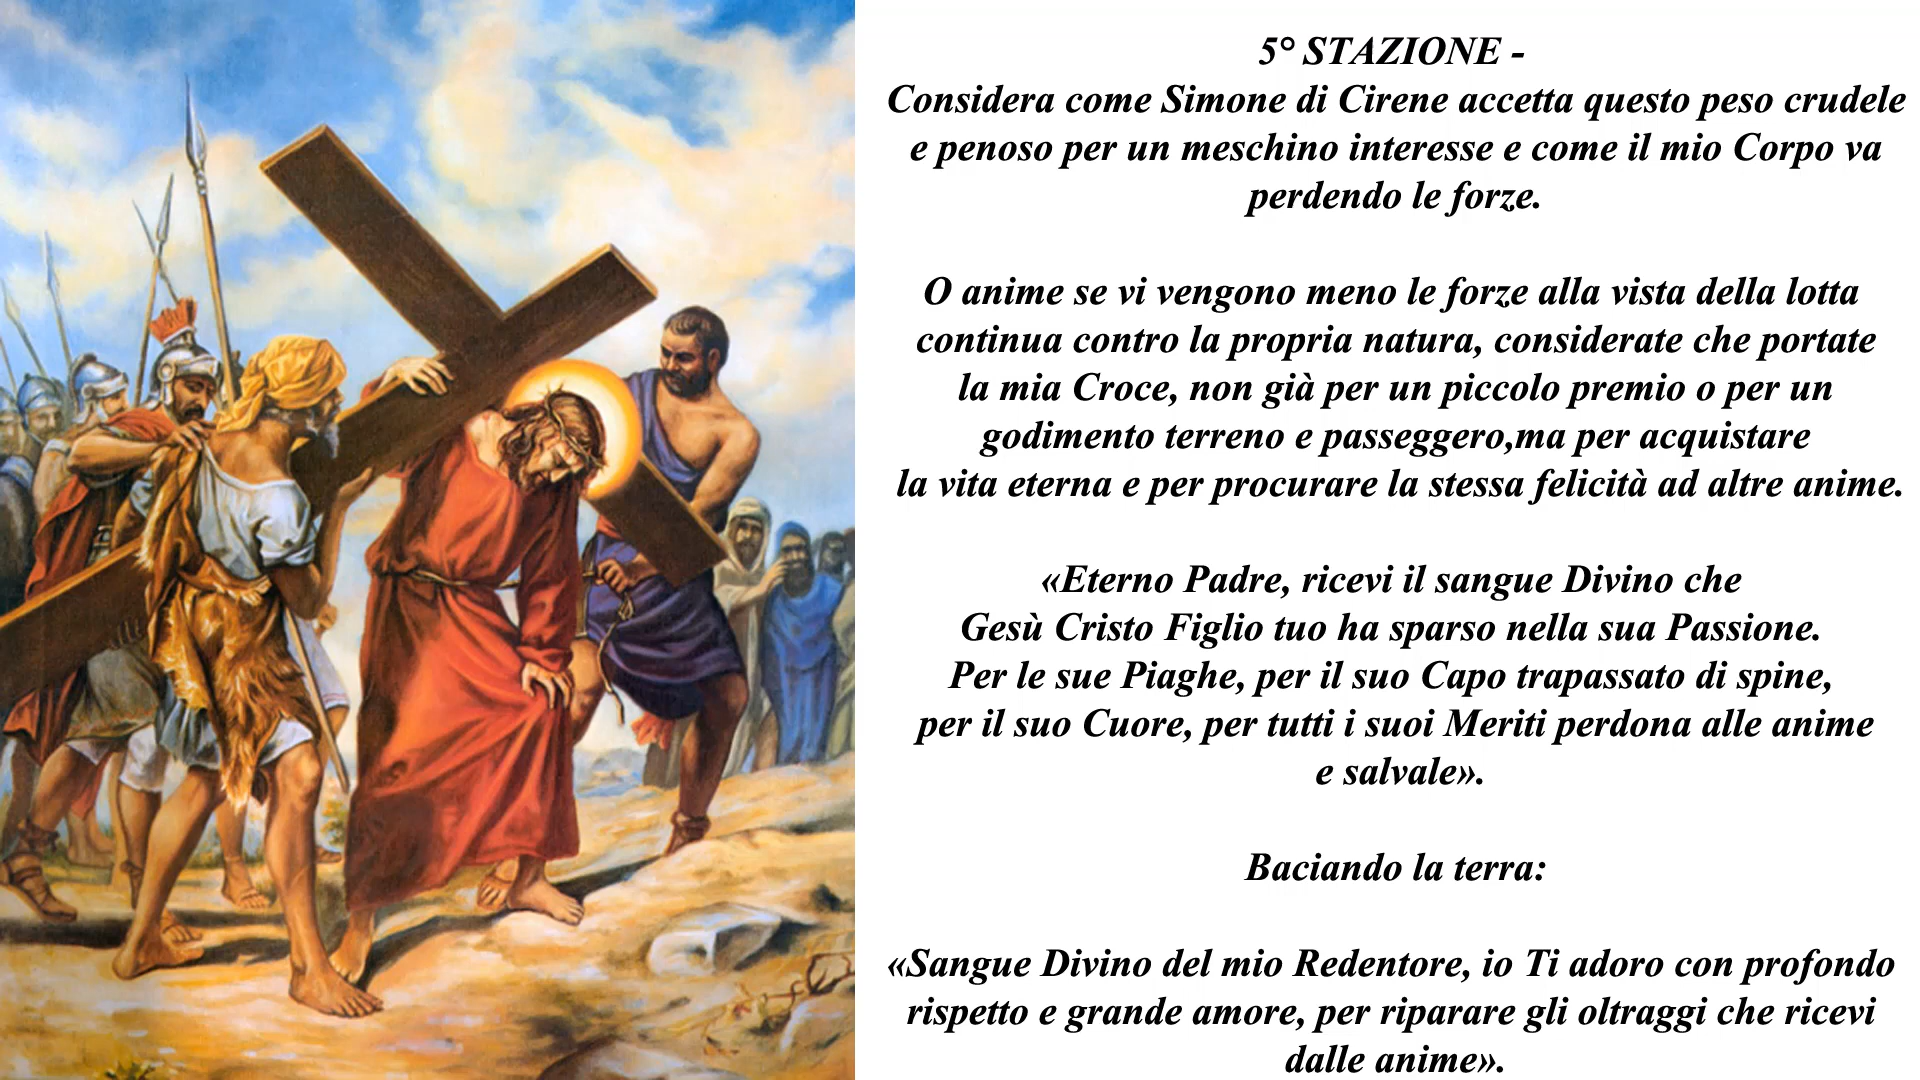 5° STAZIONE -
Considera come Simone di Cirene accetta questo peso crudele
e penoso per un meschino interesse e come il mio Corpo va
perdendo le forze.
O anime se vi vengono meno le forze alla vista della lotta
continua contro la propria natura, considerate che portate
la mia Croce, non già per un piccolo premio o per un
godimento terreno e passeggero,ma per acquistare
la vita eterna e per procurare la stessa felicità ad altre anime.
«Eterno Padre, ricevi il sangue Divino che
Gesù Cristo Figlio tuo ha sparso nella sua Passione.
Per le sue Piaghe, per il suo Capo trapassato di spine,
per il suo Cuore, per tutti i suoi Meriti perdona alle anime
e salvale».
Baciando la terra:
«Sangue Divino del mio Redentore, io Ti adoro con profondo
rispetto e grande amore, per riparare gli oltraggi che ricevi
dalle anime».